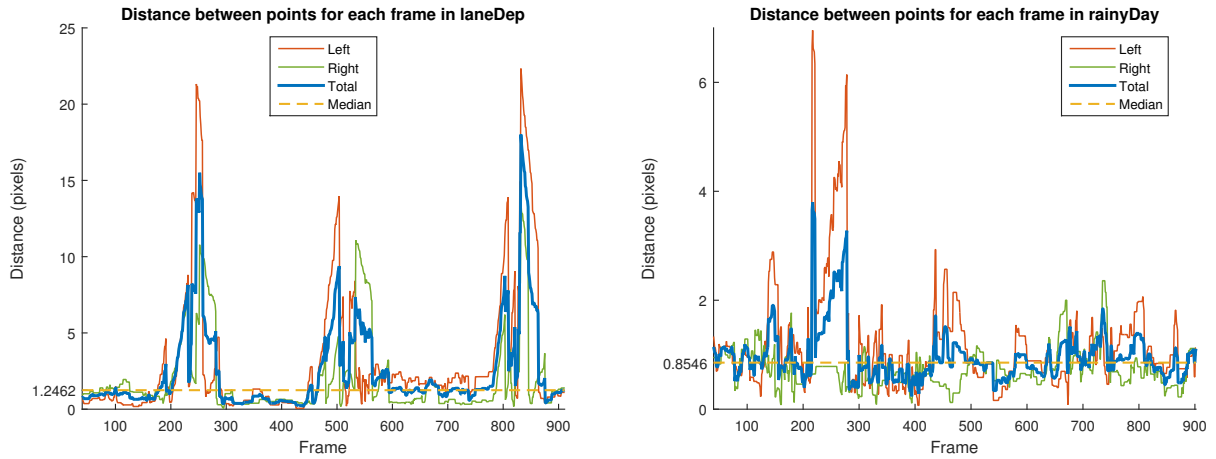 Distance between points for each frame in laneDep
25
20
15
10
5
1.2462
0
Distance (pixels)
Left
Right
Total
Median
100 200 300 400 500 600 700 800 900
Frame
Distance between points for each frame in rainyDay
6
4
2
0.8546
0
Distance (pixels)
Left
Right
Total
Median
100 200 300 400 500 600 700 800 900
Frame